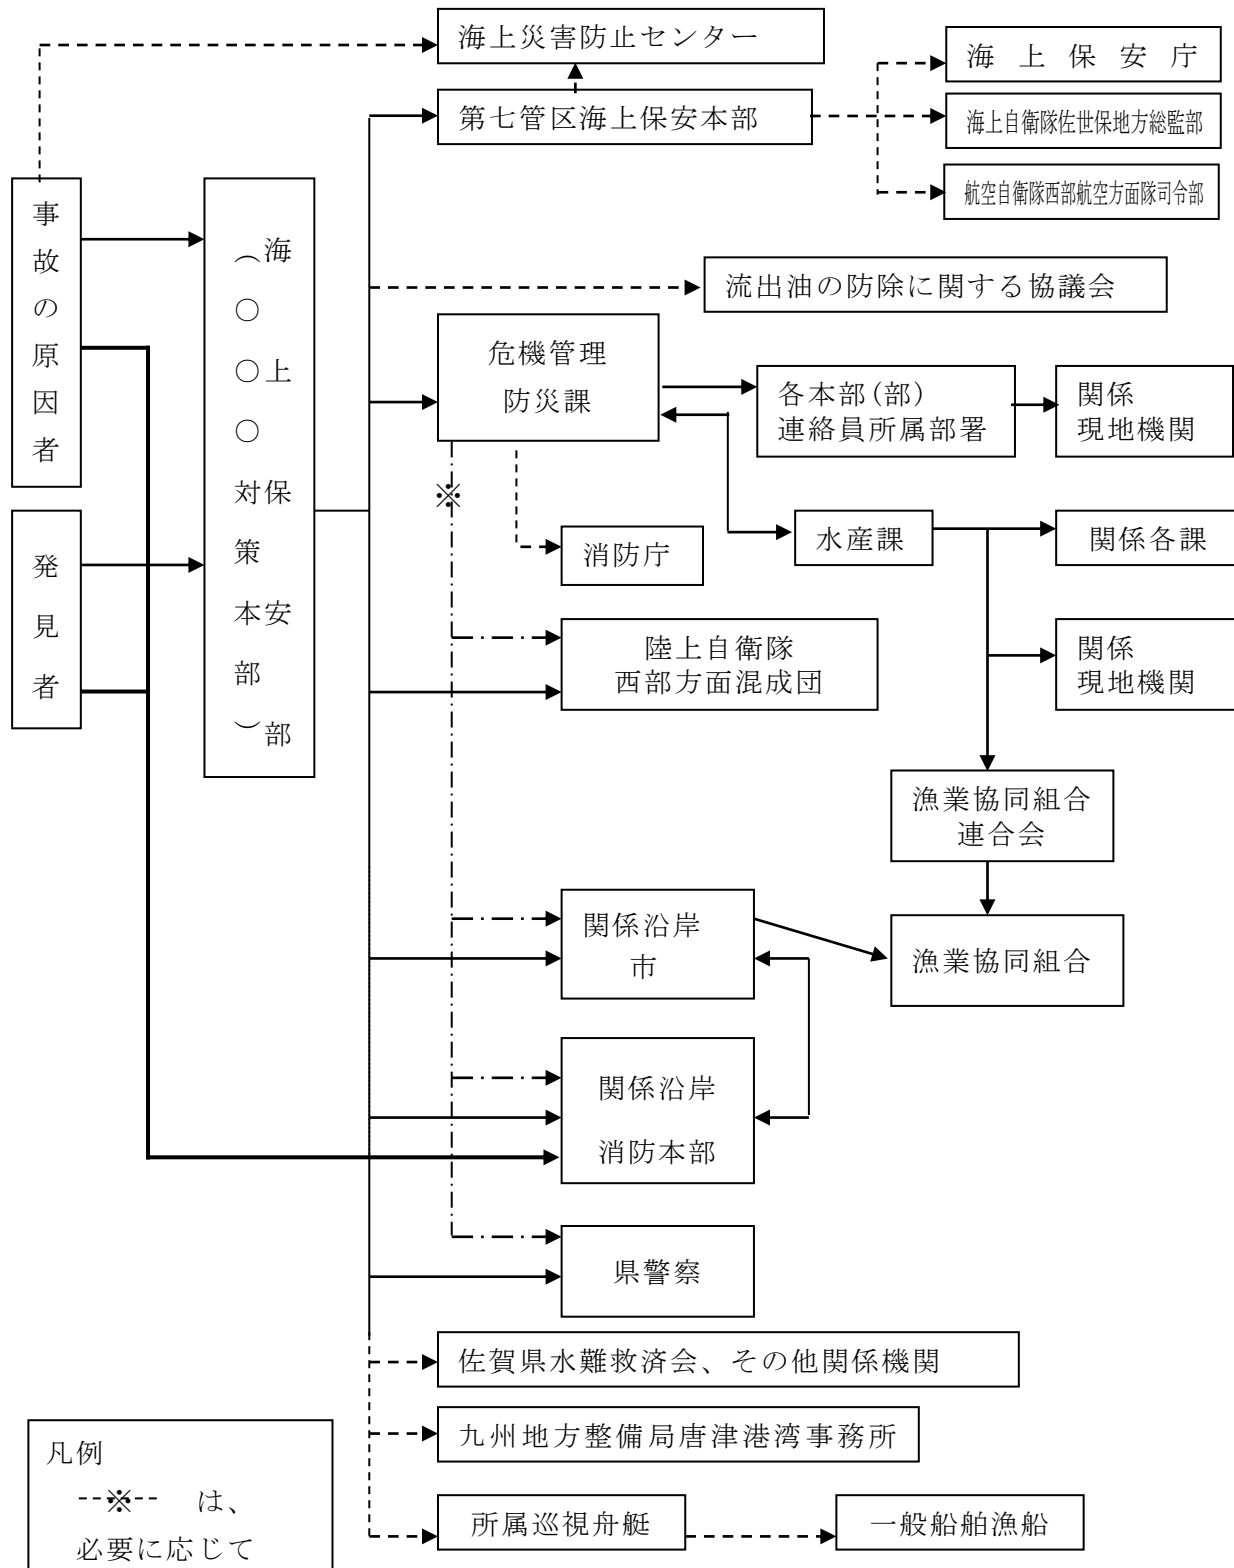 海上災害防止センター
第七管区海上保安本部
海上保安庁
海上自衛隊佐世保地方総監部
航空自衛隊西部航空方面隊司令部
事故の原因者
発見者
海上保安部
（○○○○対策本部）
流出油の防除に関する協議会
危機管理
防災課
各本部(部)
連絡員所属部署
関係
現地機関
※
消防庁
水産課
関係各課
陸上自衛隊
西部方面混成団
関係
現地機関
漁業協同組合
連合会
関係沿岸
市
漁業協同組合
関係沿岸
消防本部
県警察
佐賀県水難救済会、その他関係機関
九州地方整備局唐津港湾事務所
所属巡視舟艇
一般船舶漁船
凡例
--※-- は、
必要に応じて